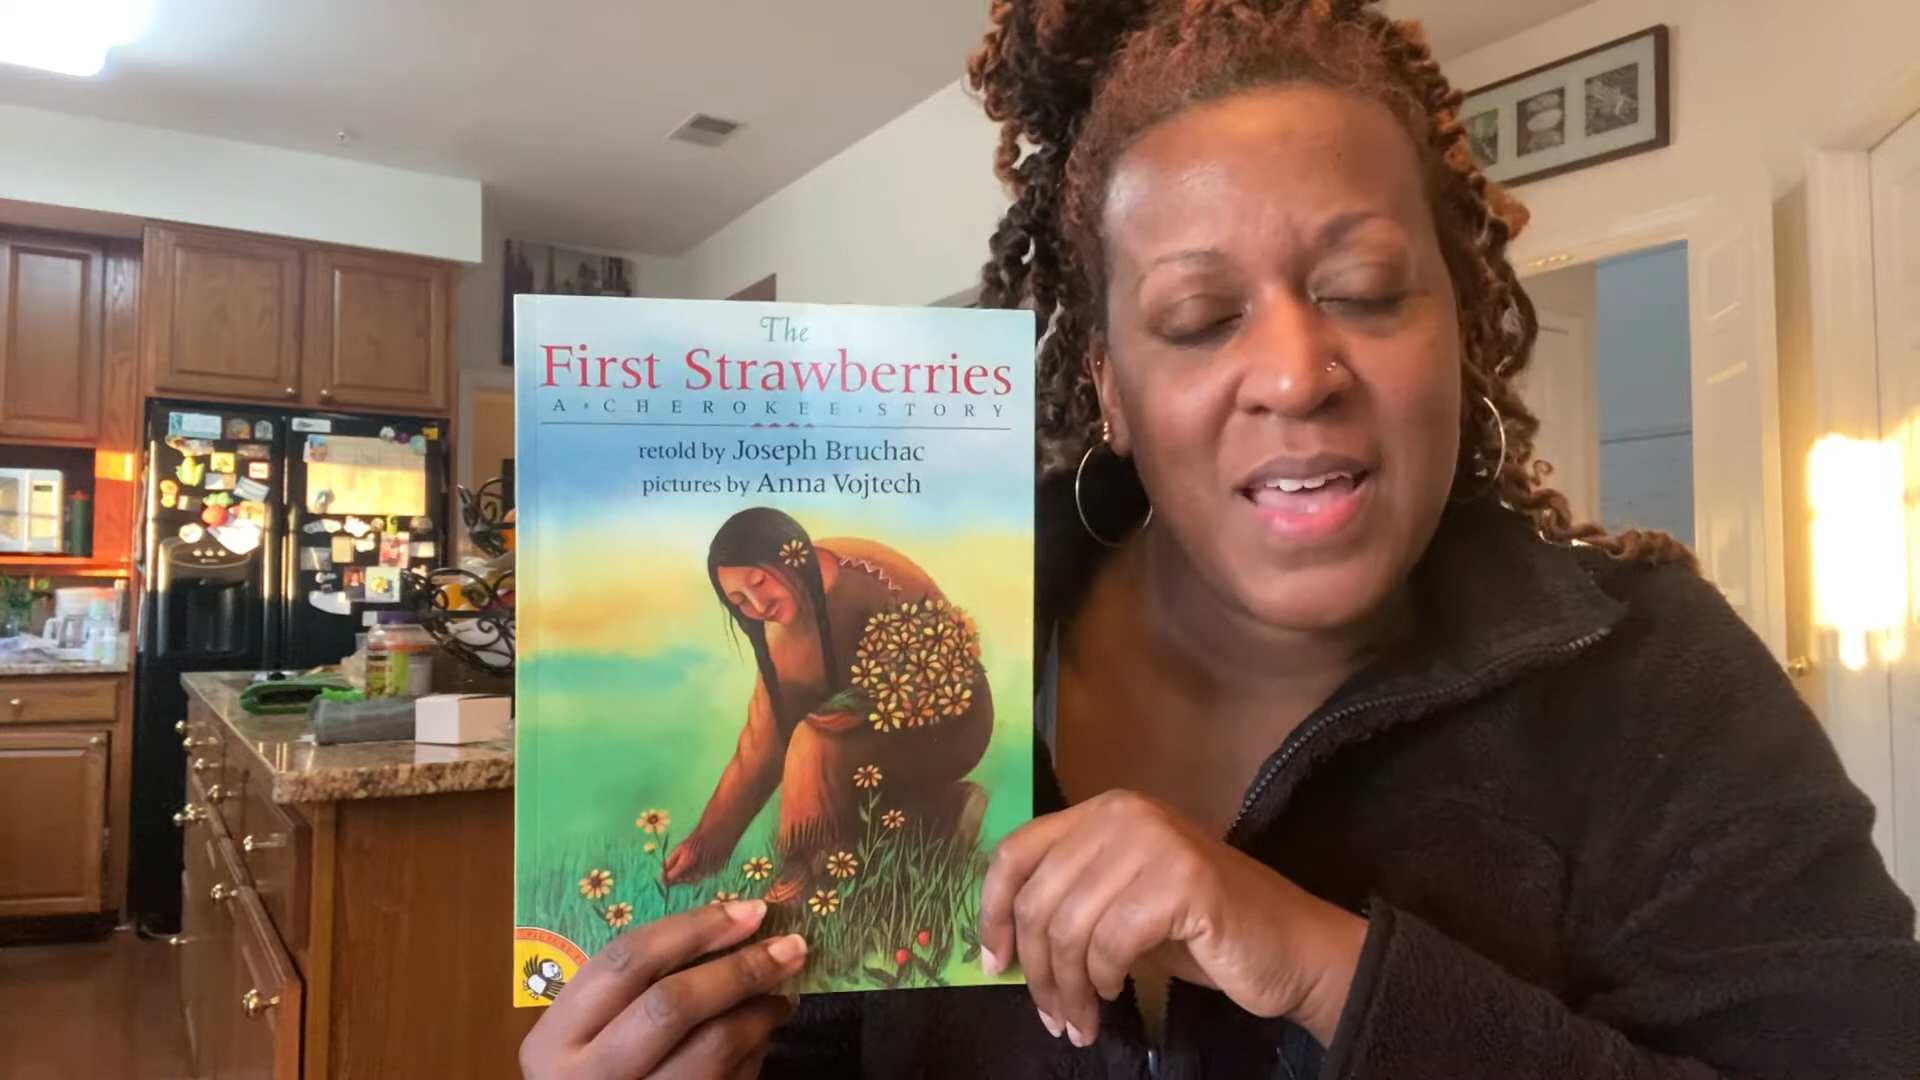 The
First Strawberries
A • CHEROKEE • STORY
retold by Joseph Bruchac
pictures by Anna Vojtech